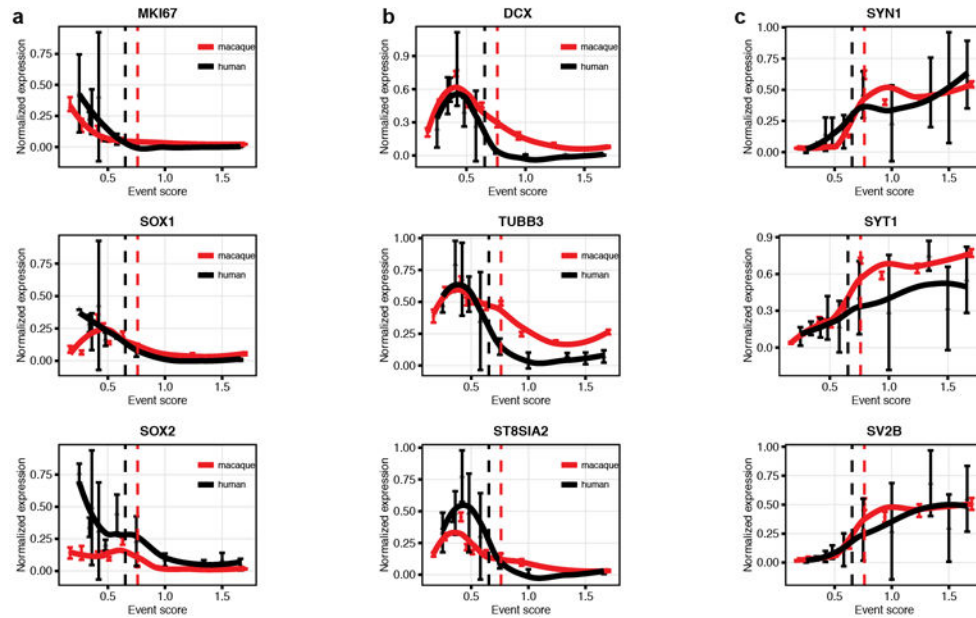 a
MKI67
Normalized expression
0.75
0.50
0.25
0.00
macaque
human
0.5 1.0 1.5
Event score
SOX1
Normalized expression
0.75
0.50
0.25
0.00
macaque
human
0.5 1.0 1.5
Event score
SOX2
Normalized expression
0.75
0.50
0.25
0.00
macaque
human
0.5 1.0 1.5
Event score
b
DCX
Normalized expression
0.9
0.6
0.3
0.0
macaque
human
0.5 1.0 1.5
Event score
TUBB3
Normalized expression
1.00
0.75
0.50
0.25
0.00
macaque
human
0.5 1.0 1.5
Event score
ST8SIA2
Normalized expression
1.00
0.75
0.50
0.25
0.00
macaque
human
0.5 1.0 1.5
Event score
c
SYN1
Normalized expression
1.00
0.75
0.50
0.25
0.00
0.5 1.0 1.5
Event score
SYT1
Normalized expression
0.9
0.6
0.3
0.0
0.5 1.0 1.5
Event score
SV2B
Normalized expression
1.00
0.75
0.50
0.25
0.00
0.5 1.0 1.5
Event score